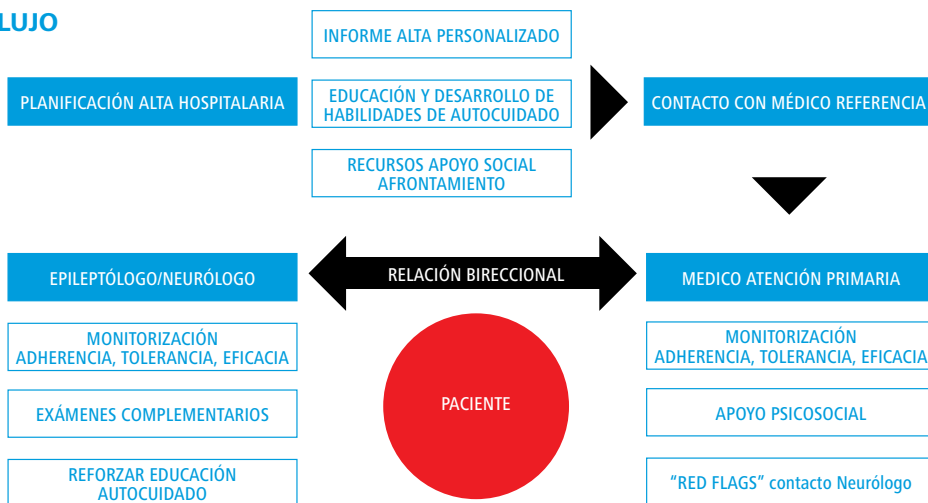 LUJO
INFORME ALTA PERSONALIZADO
PLANIFICACIÓN ALTA HOSPITALARIA
EDUCACIÓN Y DESARROLLO DE
HABILIDADES DE AUTOCUIDADO
CONTACTO CON MÉDICO REFERENCIA
RECURSOS APOYO SOCIAL
AFRONTAMIENTO
EPILEPTÓLOGO/NEURÓLOGO
RELACIÓN BIRECCIONAL
MEDICO ATENCIÓN PRIMARIA
MONITORIZACIÓN
ADHERENCIA, TOLERANCIA, EFICACIA
EXÁMENES COMPLEMENTARIOS
REFORZAR EDUCACIÓN
AUTOCUIDADO
PACIENTE
MONITORIZACIÓN
ADHERENCIA, TOLERANCIA, EFICACIA
APOYO PSICOSOCIAL
"RED FLAGS" contacto Neurólogo